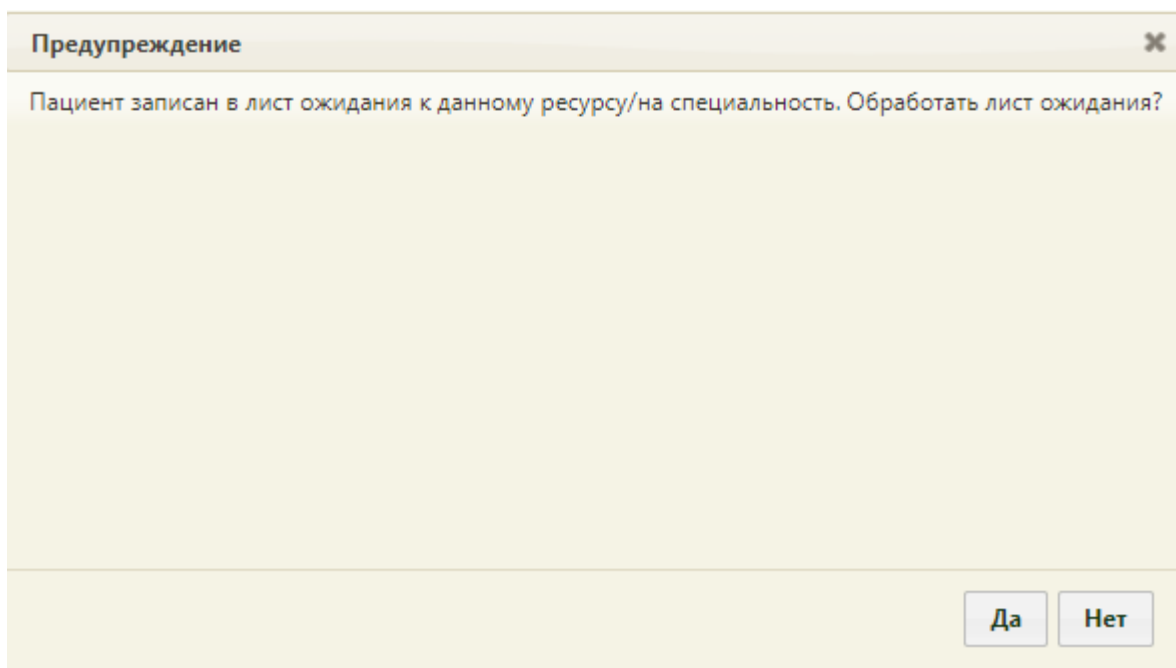 Предупреждение
Пациент записан в лист ожидания к данному ресурсу/на специальность. Обработать лист ожидания?
Да Нет